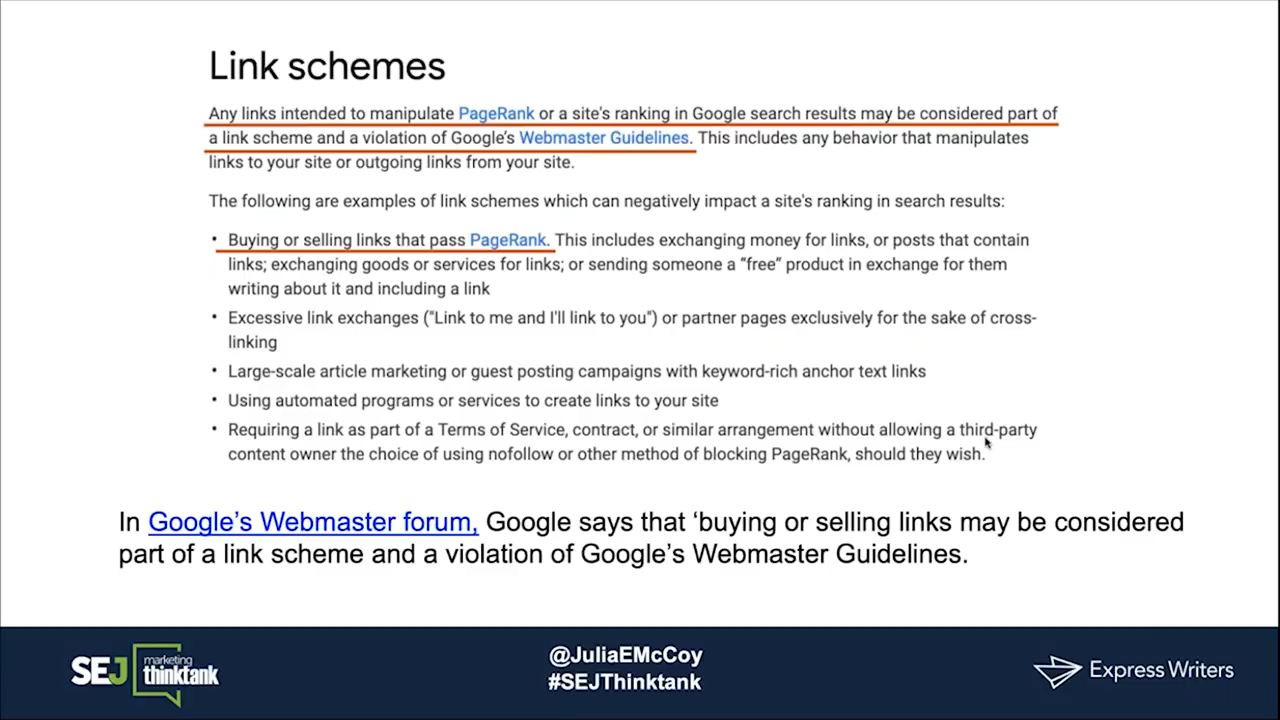 Link schemes
Any links intended to manipulate PageRank or a site's ranking in Google search results may be considered part of
a link scheme and a violation of Google's Webmaster Guidelines. This includes any behavior that manipulates
links to your site or outgoing links from your site.
The following are examples of link schemes which can negatively impact a site's ranking in search results:
• Buying or selling links that pass PageRank. This includes exchanging money for links, or posts that contain
links; exchanging goods or services for links; or sending someone a “free” product in exchange for them
writing about it and including a link
• Excessive link exchanges ("Link to me and I'll link to you") or partner pages exclusively for the sake of cross-
linking
• Large-scale article marketing or guest posting campaigns with keyword-rich anchor text links
• Using automated programs or services to create links to your site
• Requiring a link as part of a Terms of Service, contract, or similar arrangement without allowing a third-party
content owner the choice of using nofollow or other method of blocking PageRank, should they wish.
In Google’s Webmaster forum, Google says that ‘buying or selling links may be considered
part of a link scheme and a violation of Google’s Webmaster Guidelines.
SEJ marketing
thinktank
@JuliaEMcCoy
#SEJThinktank
Express Writers